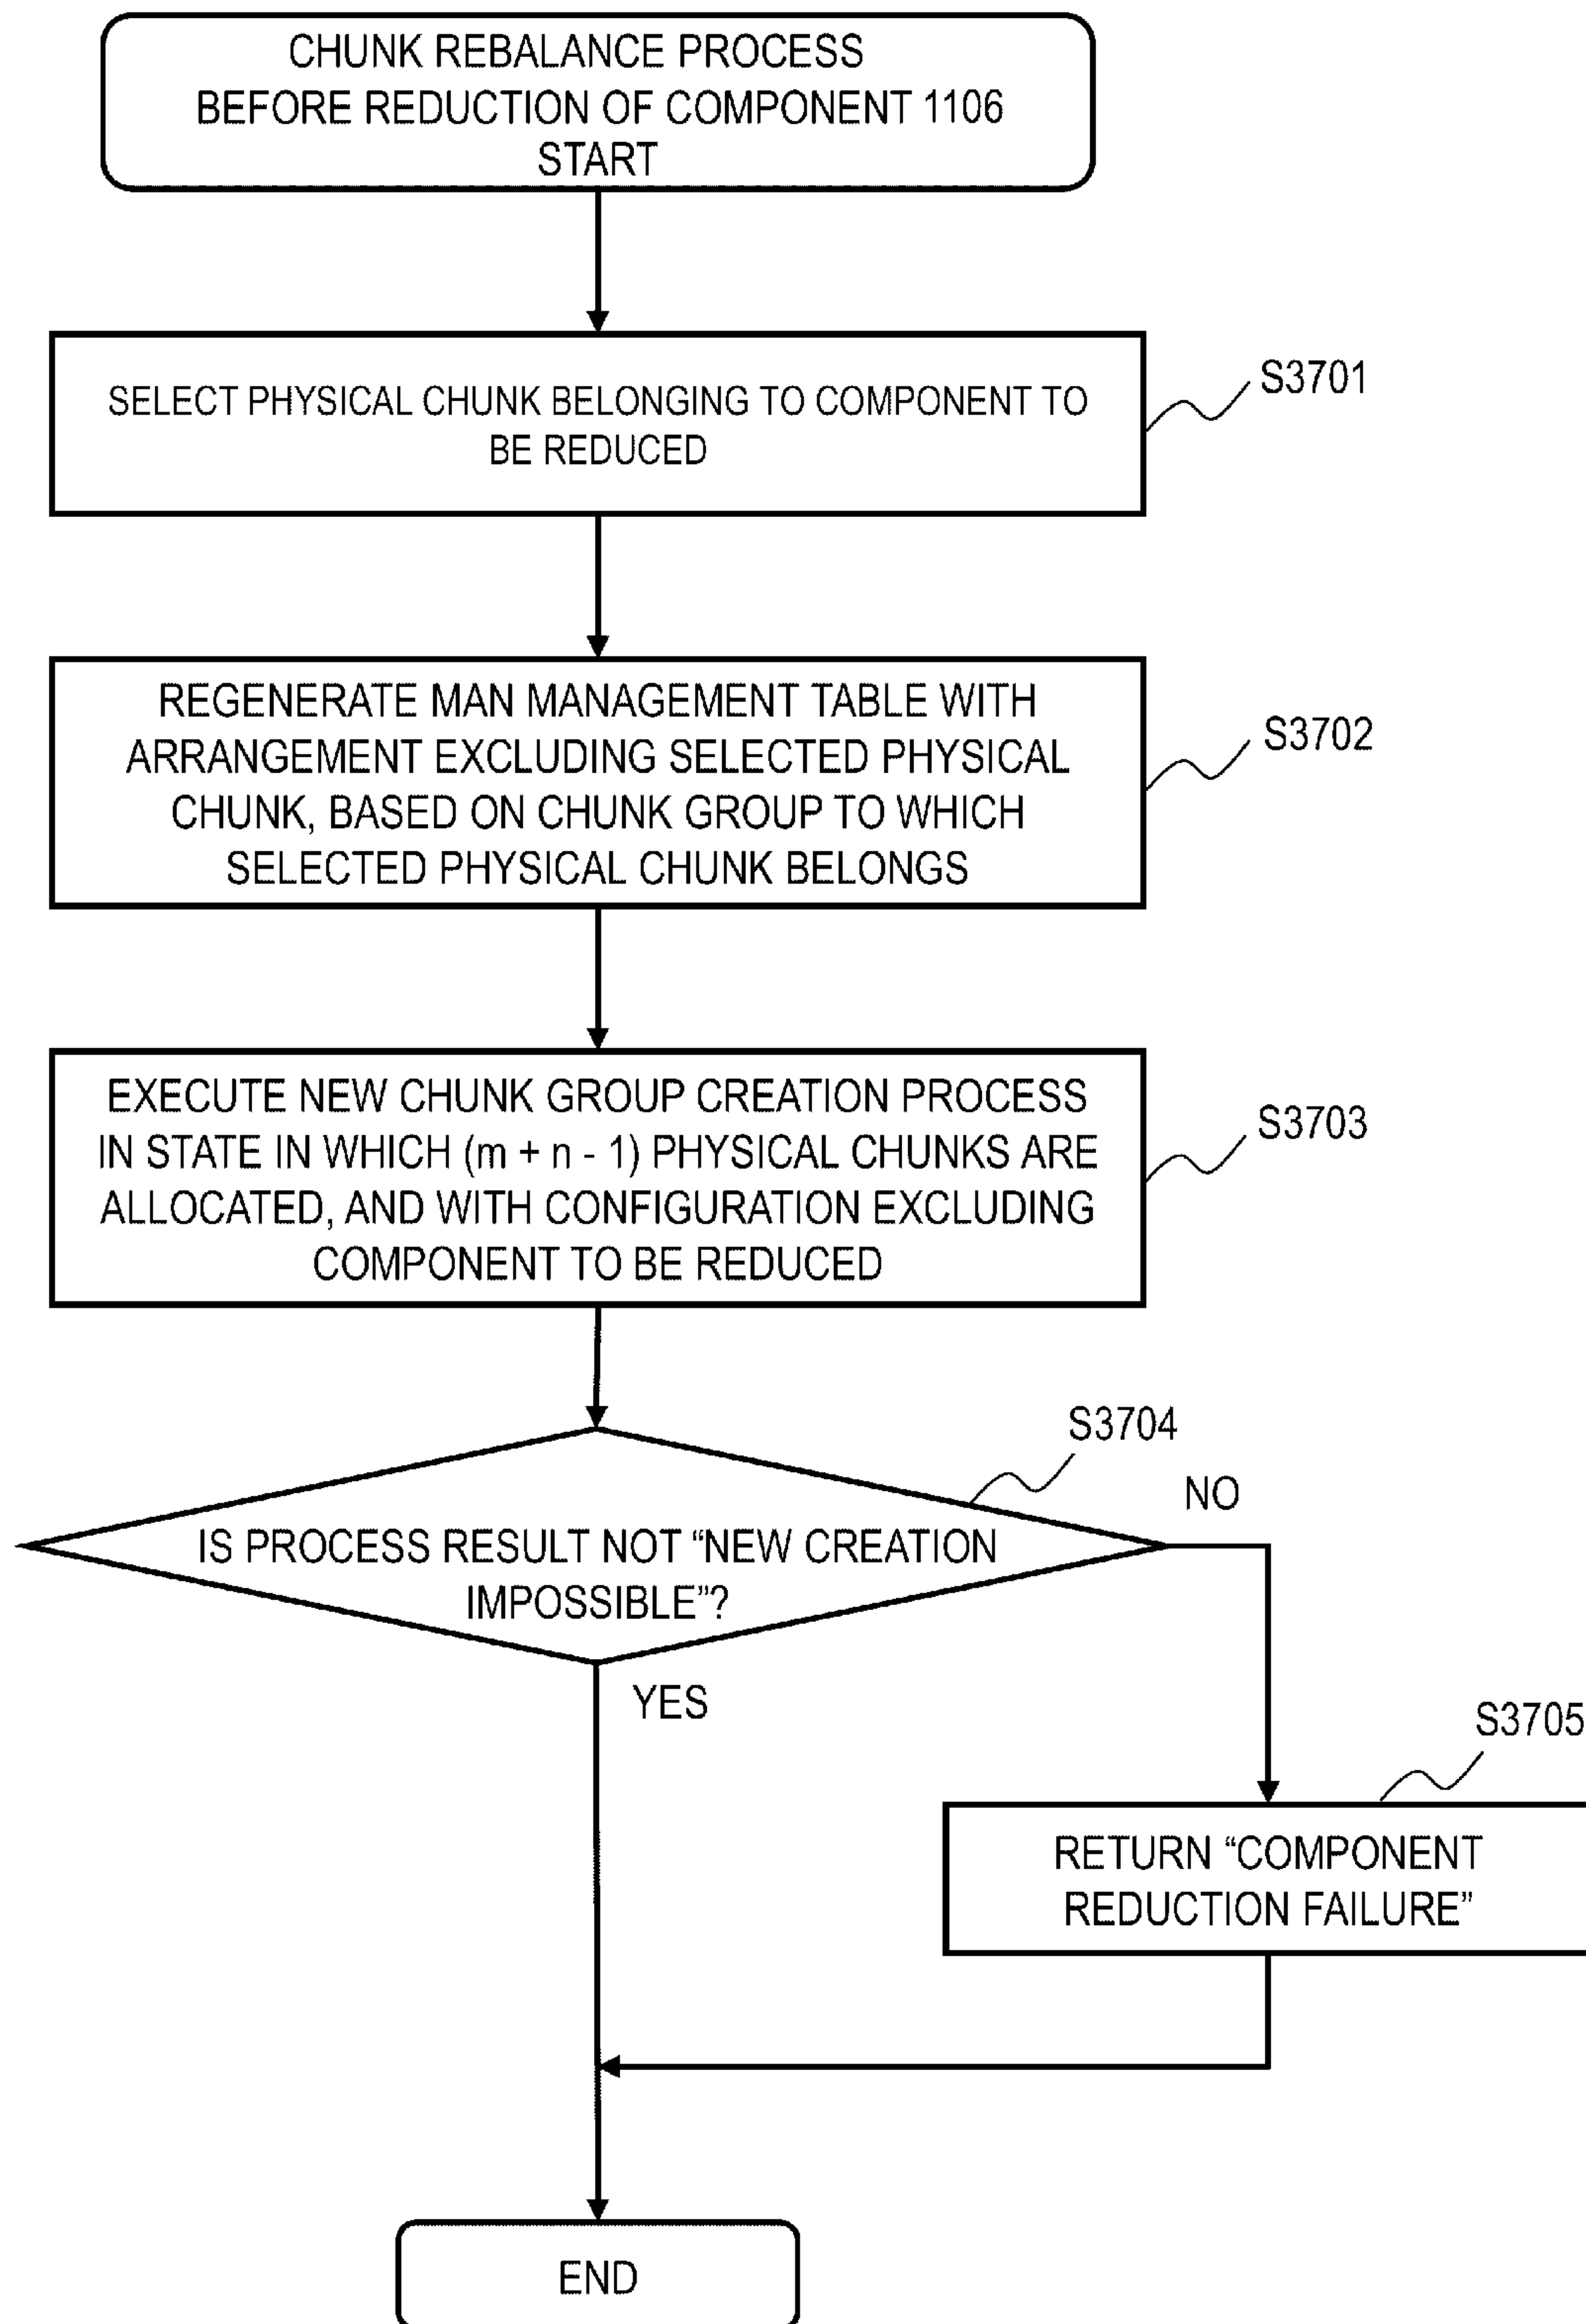 CHUNK REBALANCE PROCESS
BEFORE REDUCTION OF COMPONENT 1106
START
SELECT PHYSICAL CHUNK BELONGING TO COMPONENT TO
BE REDUCED
S3701
REGENERATE MAN MANAGEMENT TABLE WITH
ARRANGEMENT EXCLUDING SELECTED PHYSICAL
CHUNK, BASED ON CHUNK GROUP TO WHICH
SELECTED PHYSICAL CHUNK BELONGS
S3702
EXECUTE NEW CHUNK GROUP CREATION PROCESS
IN STATE IN WHICH (m + n - 1) PHYSICAL CHUNKS ARE
ALLOCATED, AND WITH CONFIGURATION EXCLUDING
COMPONENT TO BE REDUCED
S3703
S3704
NO
IS PROCESS RESULT NOT “NEW CREATION
IMPOSSIBLE”?
YES
S3705
RETURN “COMPONENT
REDUCTION FAILURE”
END